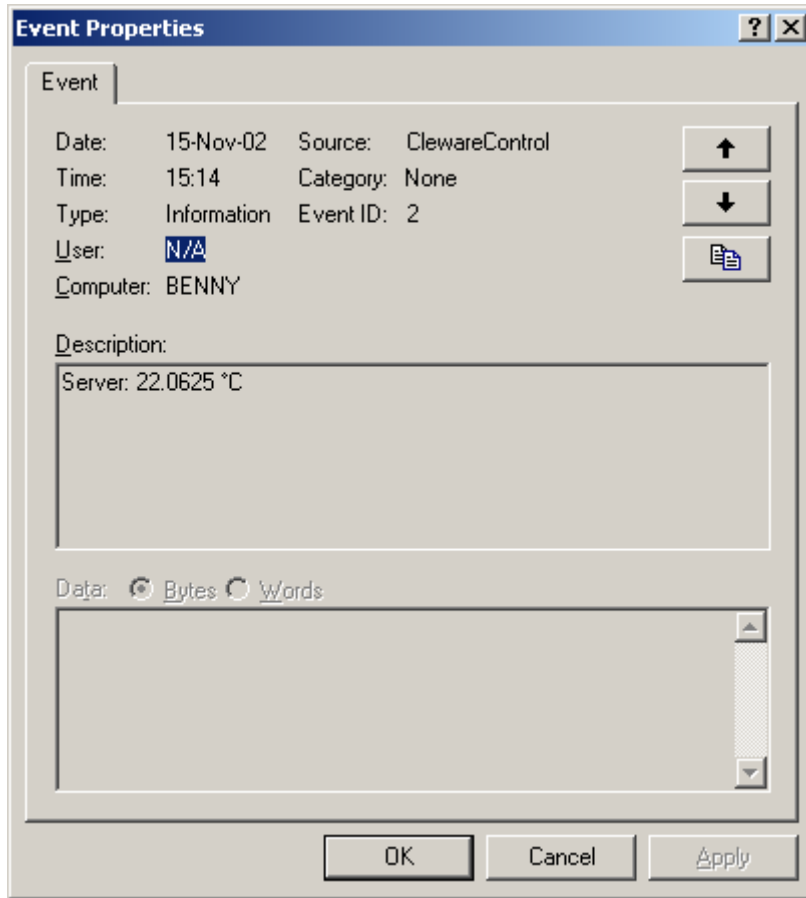 Event Properties
Event
Date: 15-Nov-02 Source: ClewareControl
Time: 15:14 Category: None
Type: Information Event ID: 2
User: N/A
Computer: BENNY
Description:
Server: 22.0625 °C
Data: Bytes Words
OK Cancel Apply